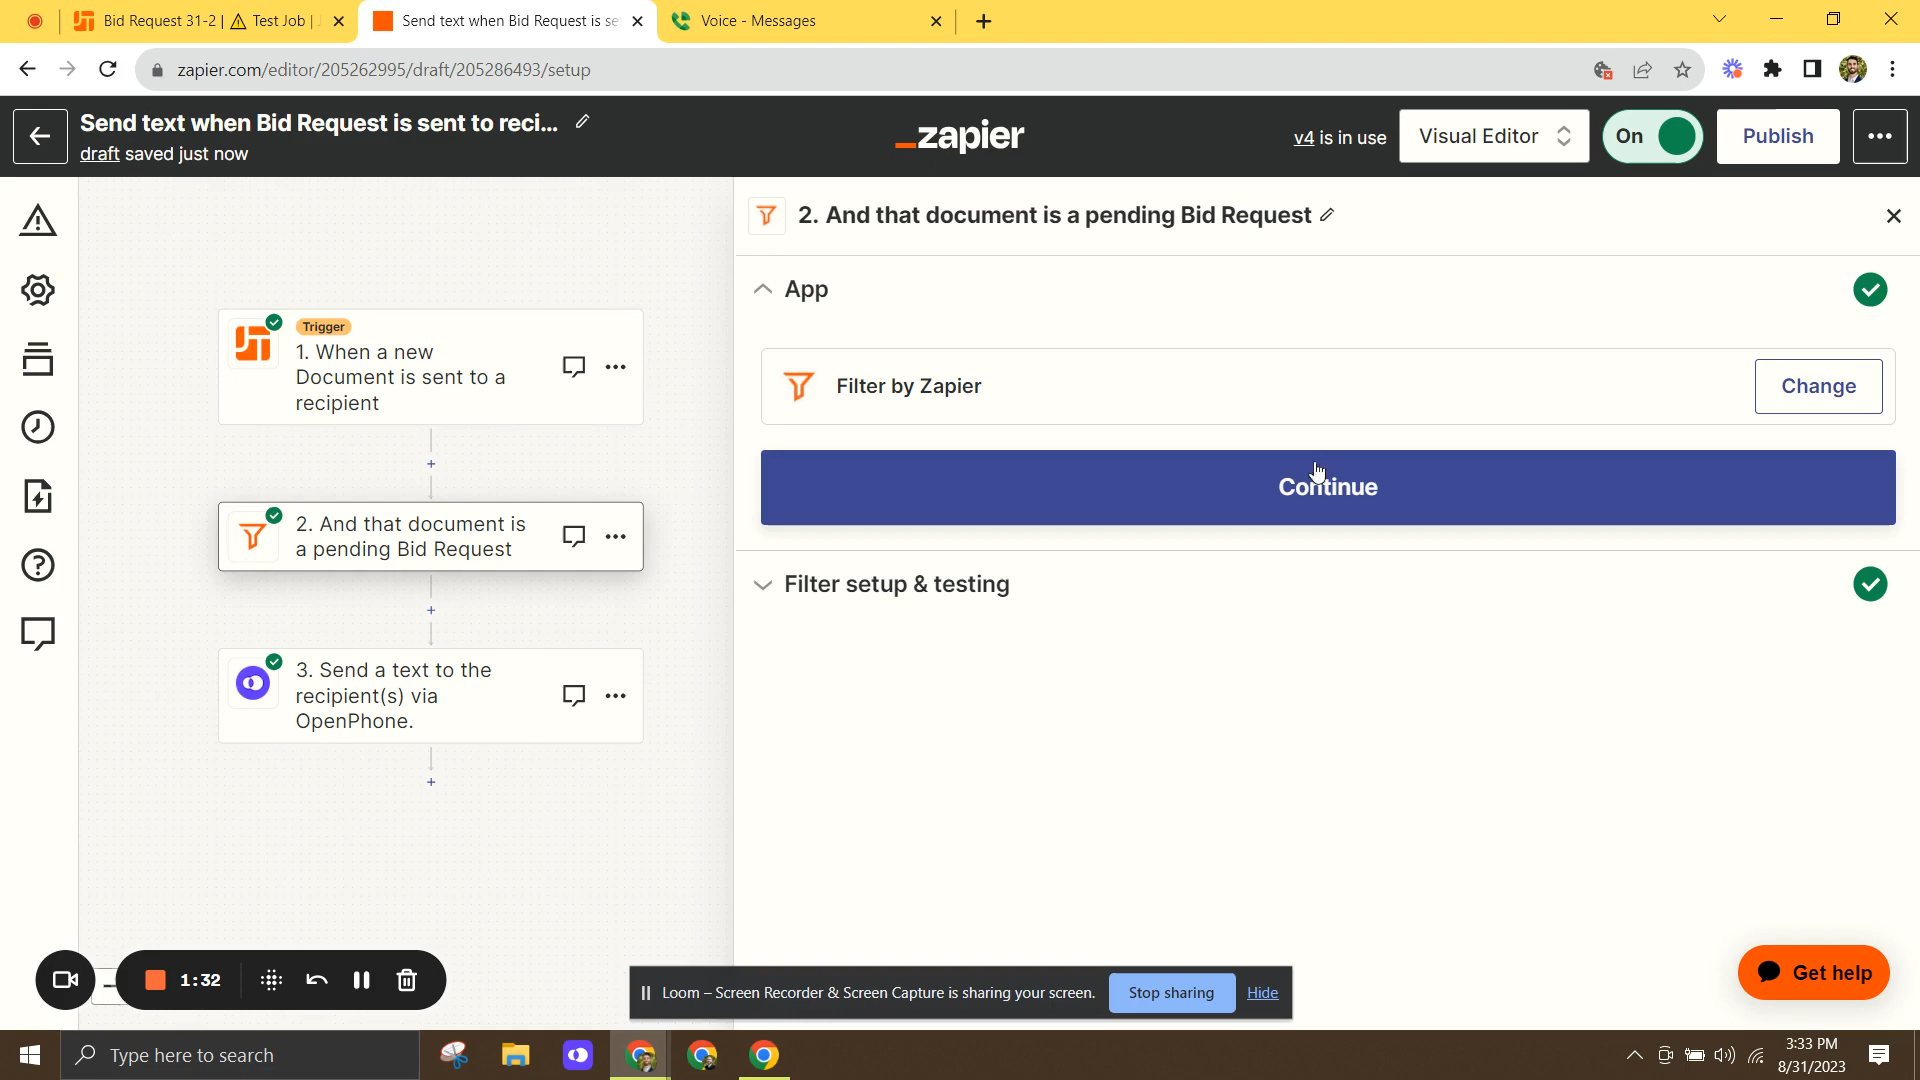 Bid Request 31-2 | ⚠ Test Job | J
Send text when Bid Request is se
Voice - Messages
zapier.com/editor/205262995/draft/205286493/setup
Send text when Bid Request is sent to reci...
draft saved just now
_zapier
v4 is in use
Visual Editor
On
Publish
2. And that document is a pending Bid Request
App
Filter by Zapier
Change
Continue
Filter setup & testing
Trigger
1. When a new
Document is sent to a
recipient
2. And that document is
a pending Bid Request
3. Send a text to the
recipient(s) via
OpenPhone.
1:32
Loom – Screen Recorder & Screen Capture is sharing your screen.
Stop sharing
Hide
Get help
Type here to search
3:33 PM
8/31/2023